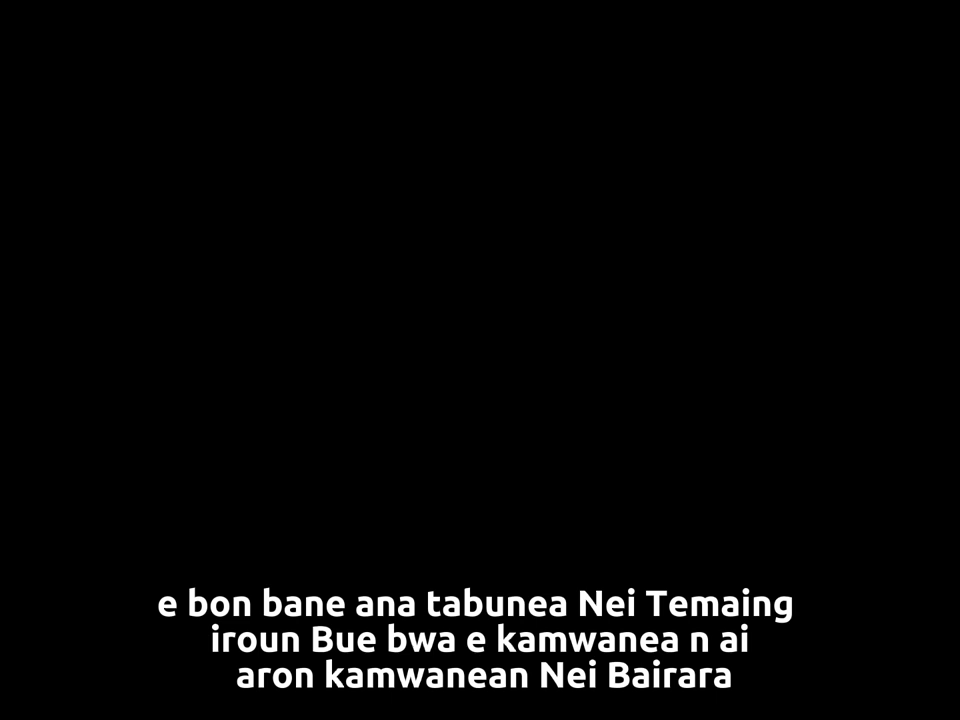 e bon bane ana tabunea Nei Temaing
iroun Bue bwa e kamwanea n ai
aron kamwanean Nei Bairara